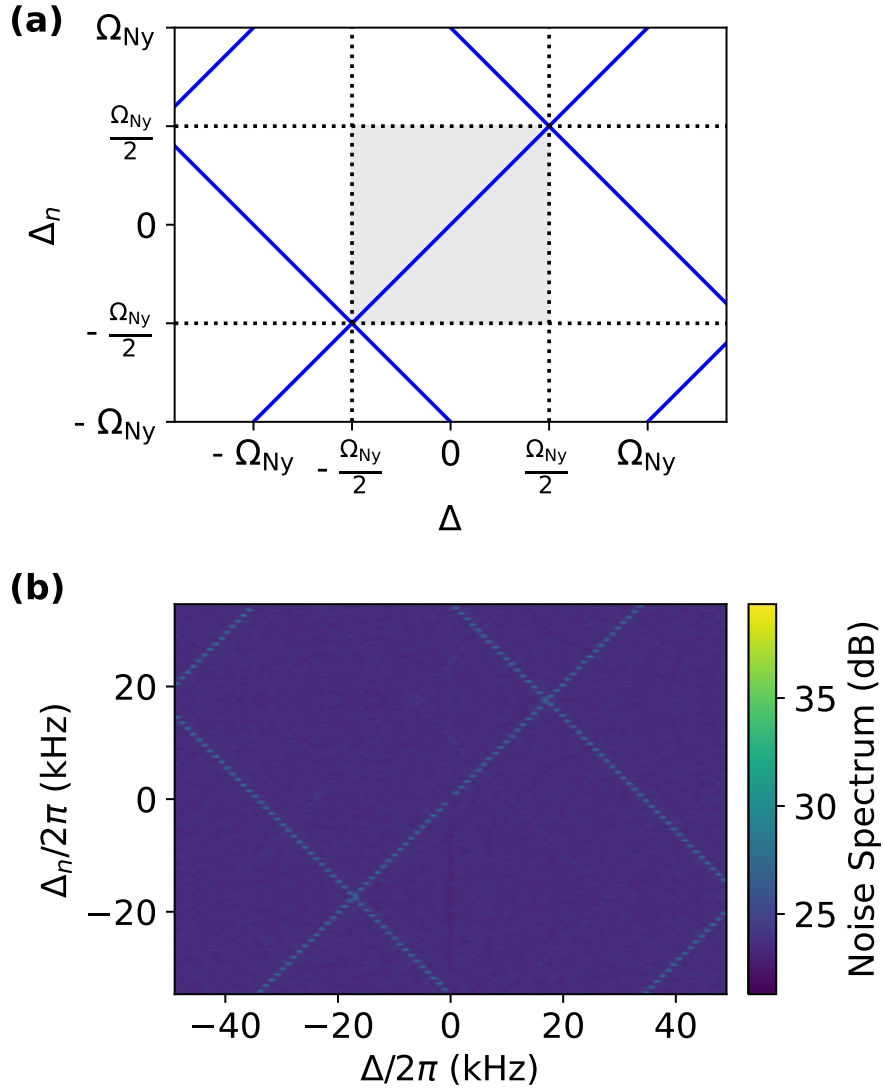 (a)
Ω_Ny
Ω_Ny/2
0
- Ω_Ny/2
- Ω_Ny
Δ_n
- Ω_Ny - Ω_Ny/2 0 Ω_Ny/2 Ω_Ny
Δ
(b)
20
0
−20
Δ_n/2π (kHz)
−40 −20 0 20 40
Δ/2π (kHz)
35
30
25
Noise Spectrum (dB)